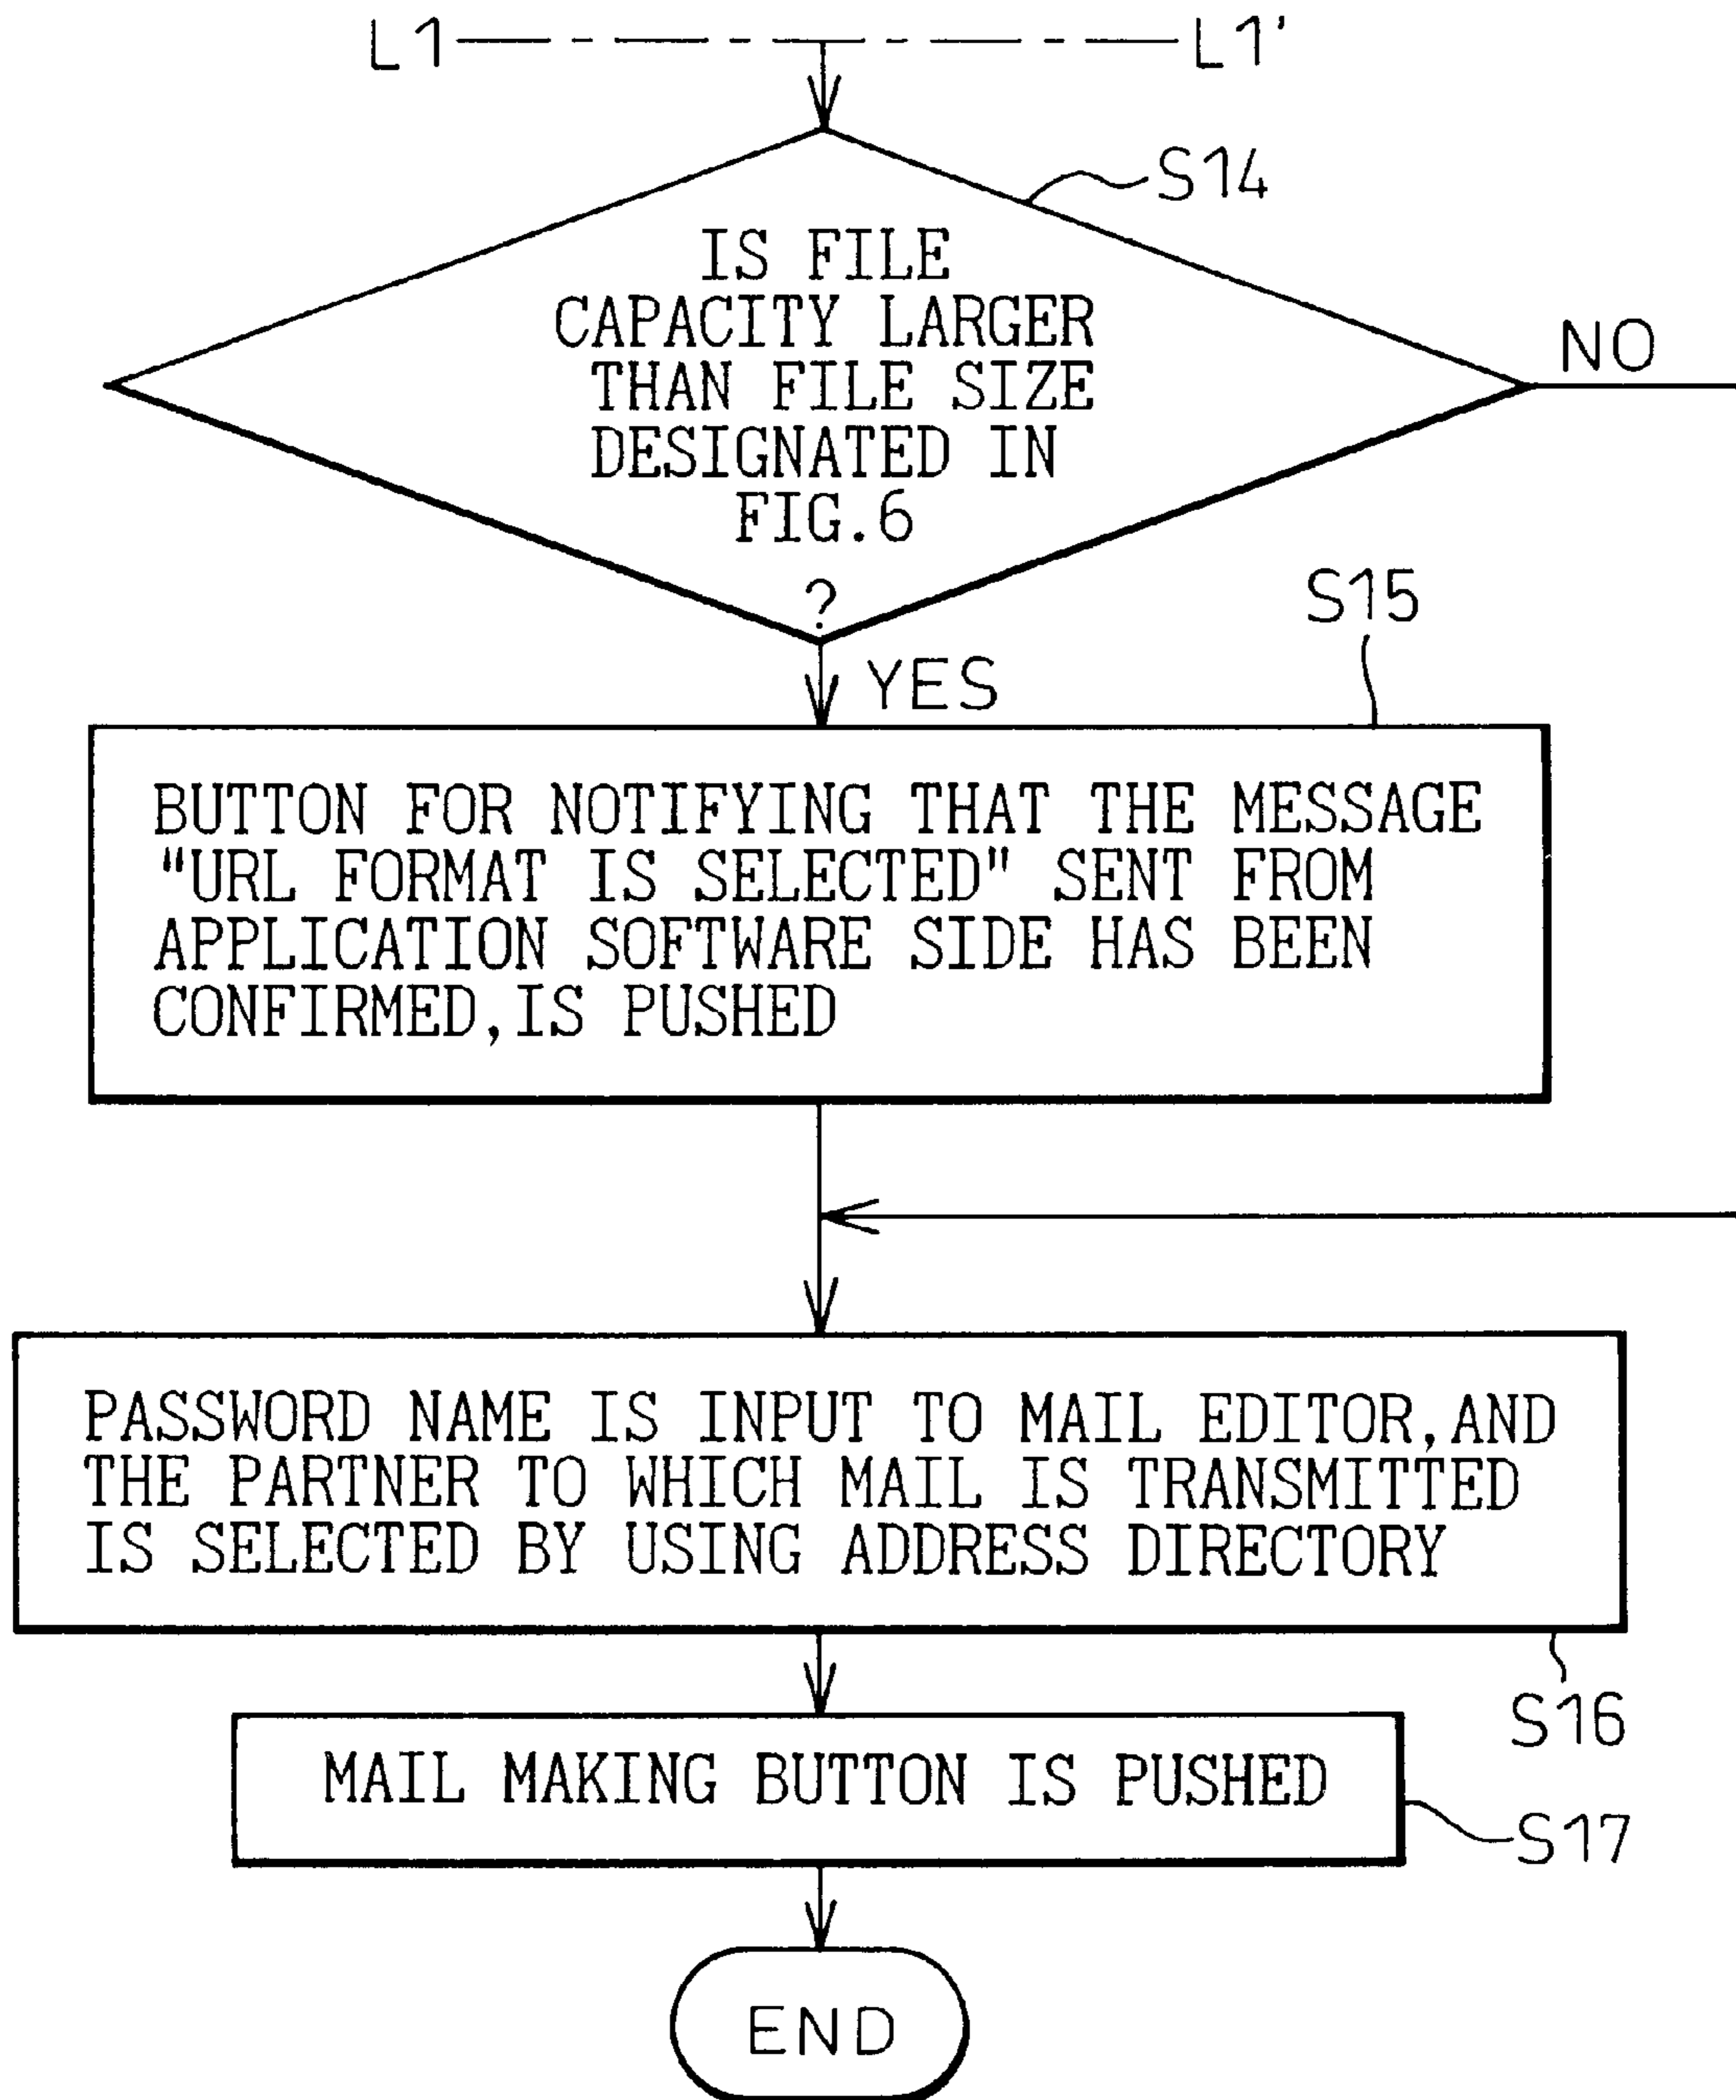 L1 L1'
S14
IS FILE
CAPACITY LARGER
THAN FILE SIZE
DESIGNATED IN
FIG.6
?
NO
YES
S15
BUTTON FOR NOTIFYING THAT THE MESSAGE
"URL FORMAT IS SELECTED" SENT FROM
APPLICATION SOFTWARE SIDE HAS BEEN
CONFIRMED,IS PUSHED
PASSWORD NAME IS INPUT TO MAIL EDITOR,AND
THE PARTNER TO WHICH MAIL IS TRANSMITTED
IS SELECTED BY USING ADDRESS DIRECTORY
S16
MAIL MAKING BUTTON IS PUSHED
S17
END